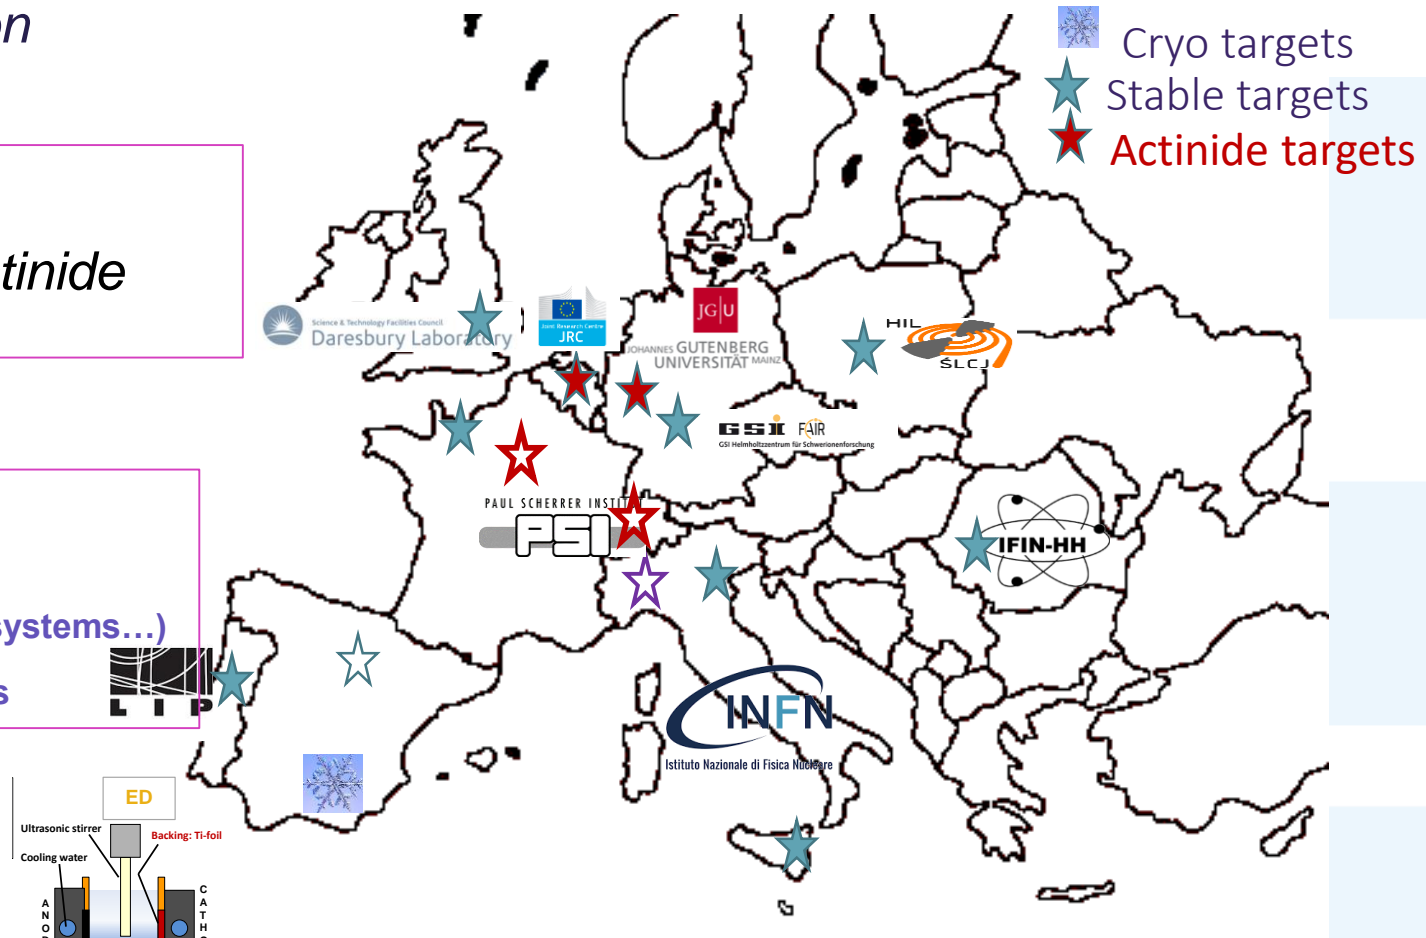 on
Cryo targets
Stable targets
Actinide targets
tinide
Science & Technology Facilities Council
Daresbury Laboratory
Joint Research Centre
JRC
JG|U
JOHANNES GUTENBERG
UNIVERSITÄT MAINZ
HIL
ŚLCJ
GSI FAIR
GSI Helmholtzzentrum für Schwerionenforschung
PAUL SCHERRER INSTITUT
PSI
IFIN-HH
systems...)
s
LIP
INFN
Istituto Nazionale di Fisica Nucleare
ED
Ultrasonic stirrer
Backing: Ti-foil
Cooling water
A
N
O
C
A
T
H